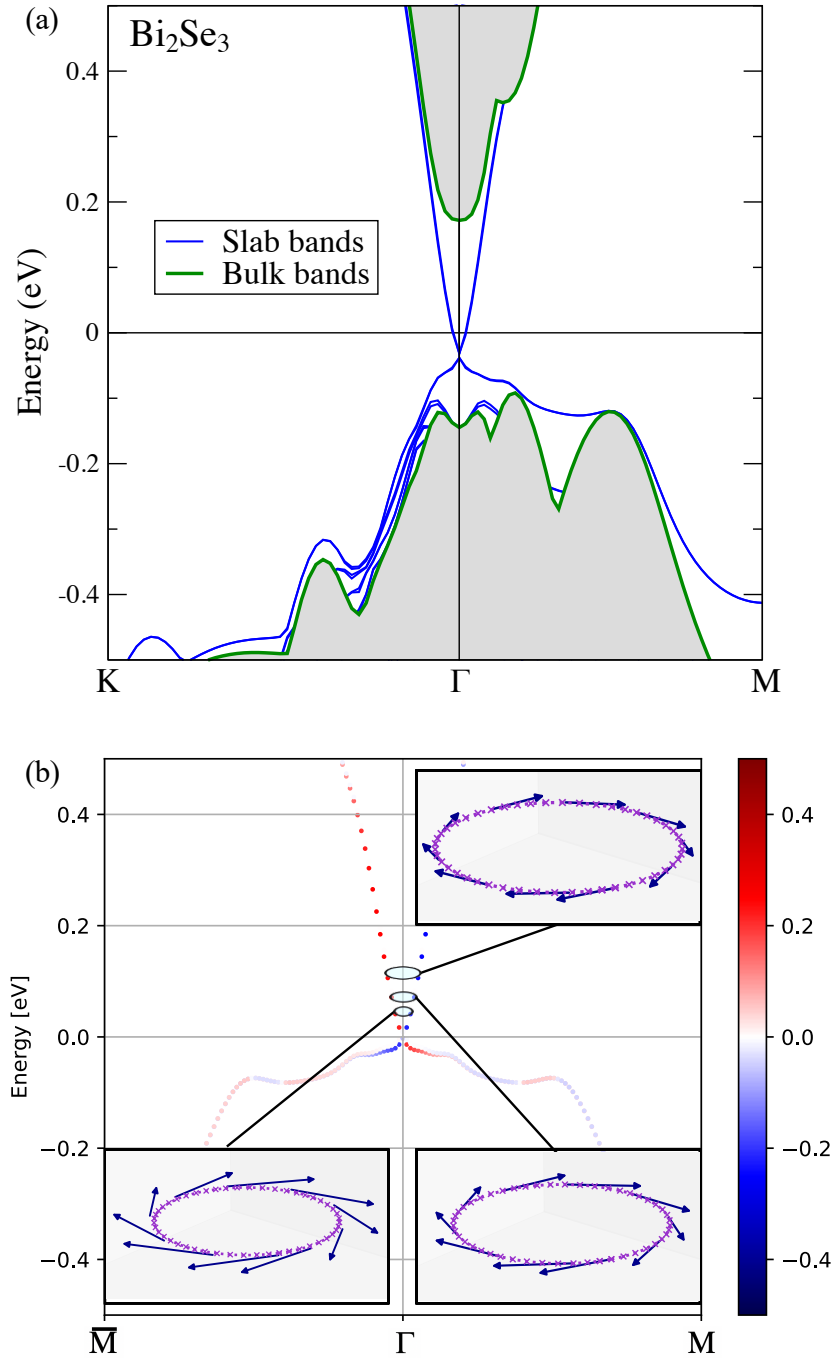 (a)
Bi₂Se₃
0.4
0.2
Slab bands
Bulk bands
0
-0.2
-0.4
Energy (eV)
K Γ M
(b)
0.4
0.2
0.0
−0.2
−0.4
Energy [eV]
M̅ Γ M
0.4
0.2
0.0
−0.2
−0.4